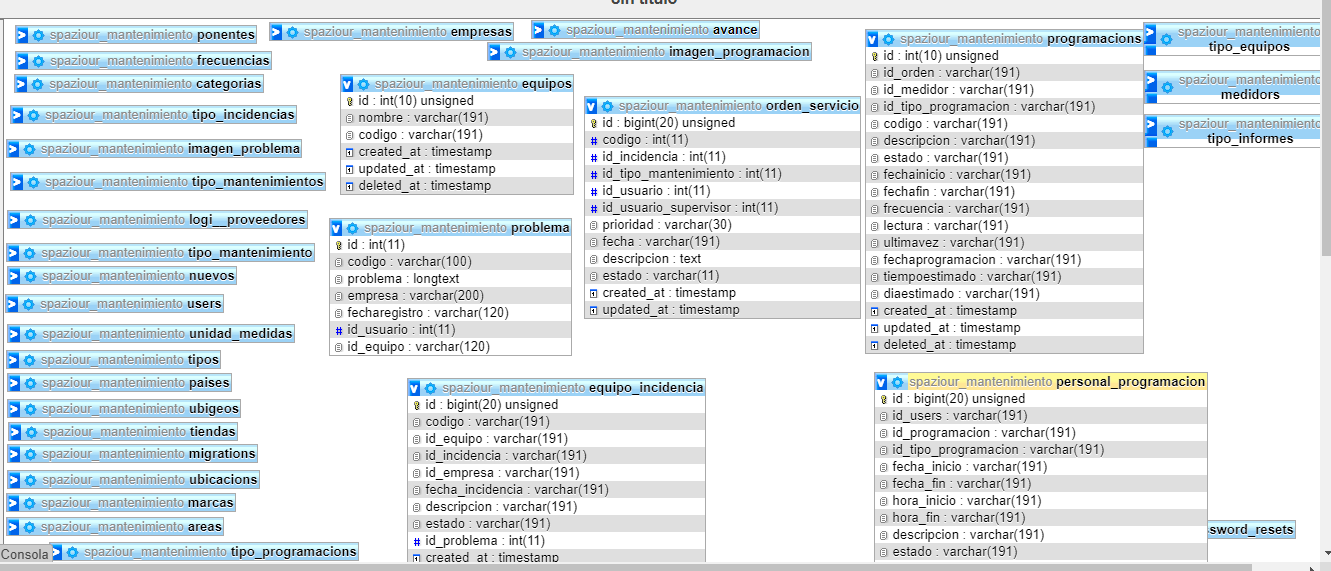 spaziour_mantenimiento ponentes
spaziour_mantenimiento frecuencias
spaziour_mantenimiento categorias
spaziour_mantenimiento tipo_incidencias
spaziour_mantenimiento imagen_problema
spaziour_mantenimiento tipo_mantenimientos
spaziour_mantenimiento logi__proveedores
spaziour_mantenimiento tipo_mantenimiento
spaziour_mantenimiento nuevos
spaziour_mantenimiento users
spaziour_mantenimiento unidad_medidas
spaziour_mantenimiento tipos
spaziour_mantenimiento paises
spaziour_mantenimiento ubigeos
spaziour_mantenimiento tiendas
spaziour_mantenimiento migrations
spaziour_mantenimiento ubicacions
spaziour_mantenimiento marcas
spaziour_mantenimiento areas
Consola
spaziour_mantenimiento tipo_programacions
spaziour_mantenimiento empresas
spaziour_mantenimiento avance
spaziour_mantenimiento imagen_programacion
spaziour_mantenimiento equipos
id : int(10) unsigned
nombre : varchar(191)
codigo : varchar(191)
created_at : timestamp
updated_at : timestamp
deleted_at : timestamp
spaziour_mantenimiento problema
id : int(11)
codigo : varchar(100)
problema : longtext
empresa : varchar(200)
fecharegistro : varchar(120)
id_usuario : int(11)
id_equipo : varchar(120)
spaziour_mantenimiento equipo_incidencia
id : bigint(20) unsigned
codigo : varchar(191)
id_equipo : varchar(191)
id_incidencia : varchar(191)
id_empresa : varchar(191)
fecha_incidencia : varchar(191)
descripcion : varchar(191)
estado : varchar(191)
id_problema : int(11)
created_at : timestamp
spaziour_mantenimiento orden_servicio
id : bigint(20) unsigned
codigo : int(11)
id_incidencia : int(11)
id_tipo_mantenimiento : int(11)
id_usuario : int(11)
id_usuario_supervisor : int(11)
prioridad : varchar(30)
fecha : varchar(191)
descripcion : text
estado : varchar(11)
created_at : timestamp
updated_at : timestamp
spaziour_mantenimiento programacions
id : int(10) unsigned
id_orden : varchar(191)
id_medidor : varchar(191)
id_tipo_programacion : varchar(191)
codigo : varchar(191)
descripcion : varchar(191)
estado : varchar(191)
fechainicio : varchar(191)
fechafin : varchar(191)
frecuencia : varchar(191)
lectura : varchar(191)
ultimavez : varchar(191)
fechaprogramacion : varchar(191)
tiempoestimado : varchar(191)
diaestimado : varchar(191)
created_at : timestamp
updated_at : timestamp
deleted_at : timestamp
spaziour_mantenimiento personal_programacion
id : bigint(20) unsigned
id_users : varchar(191)
id_programacion : varchar(191)
id_tipo_programacion : varchar(191)
fecha_inicio : varchar(191)
fecha_fin : varchar(191)
hora_inicio : varchar(191)
hora_fin : varchar(191)
descripcion : varchar(191)
estado : varchar(191)
spaziour_mantenimiento
tipo_equipos
spaziour_mantenimiento
medidors
spaziour_mantenimiento
tipo_informes
sword_resets